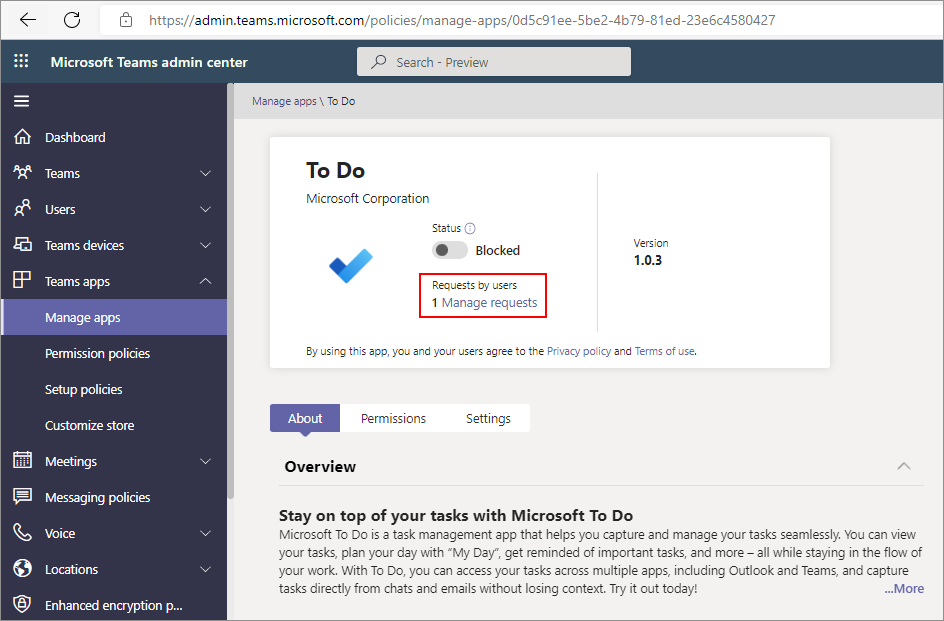 https://admin.teams.microsoft.com/policies/manage-apps/0d5c91ee-5be2-4b79-81ed-23e6c4580427
Microsoft Teams admin center
Search - Preview
Dashboard
Teams
Users
Teams devices
Teams apps
Manage apps
Permission policies
Setup policies
Customize store
Meetings
Messaging policies
Voice
Locations
Enhanced encryption p...
Manage apps \ To Do
To Do
Microsoft Corporation
Status
Blocked
Requests by users
1 Manage requests
Version
1.0.3
By using this app, you and your users agree to the Privacy policy and Terms of use.
About Permissions Settings
Overview
Stay on top of your tasks with Microsoft To Do
Microsoft To Do is a task management app that helps you capture and manage your tasks seamlessly. You can view
your tasks, plan your day with “My Day”, get reminded of important tasks, and more – all while staying in the flow of
your work. With To Do, you can access your tasks across multiple apps, including Outlook and Teams, and capture
tasks directly from chats and emails without losing context. Try it out today!
...More